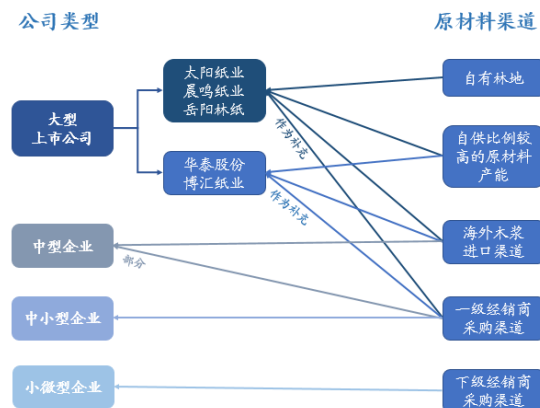 公司类型
原材料渠道
大型
上市公司
太阳纸业
晨鸣纸业
岳阳林纸
华泰股份
博汇纸业
中型企业
中小型企业
小微型企业
作为补充
作为补充
部分
自有林地
自供比例较
高的原材料
产能
海外木浆
进口渠道
一级经销商
采购渠道
下级经销商
采购渠道